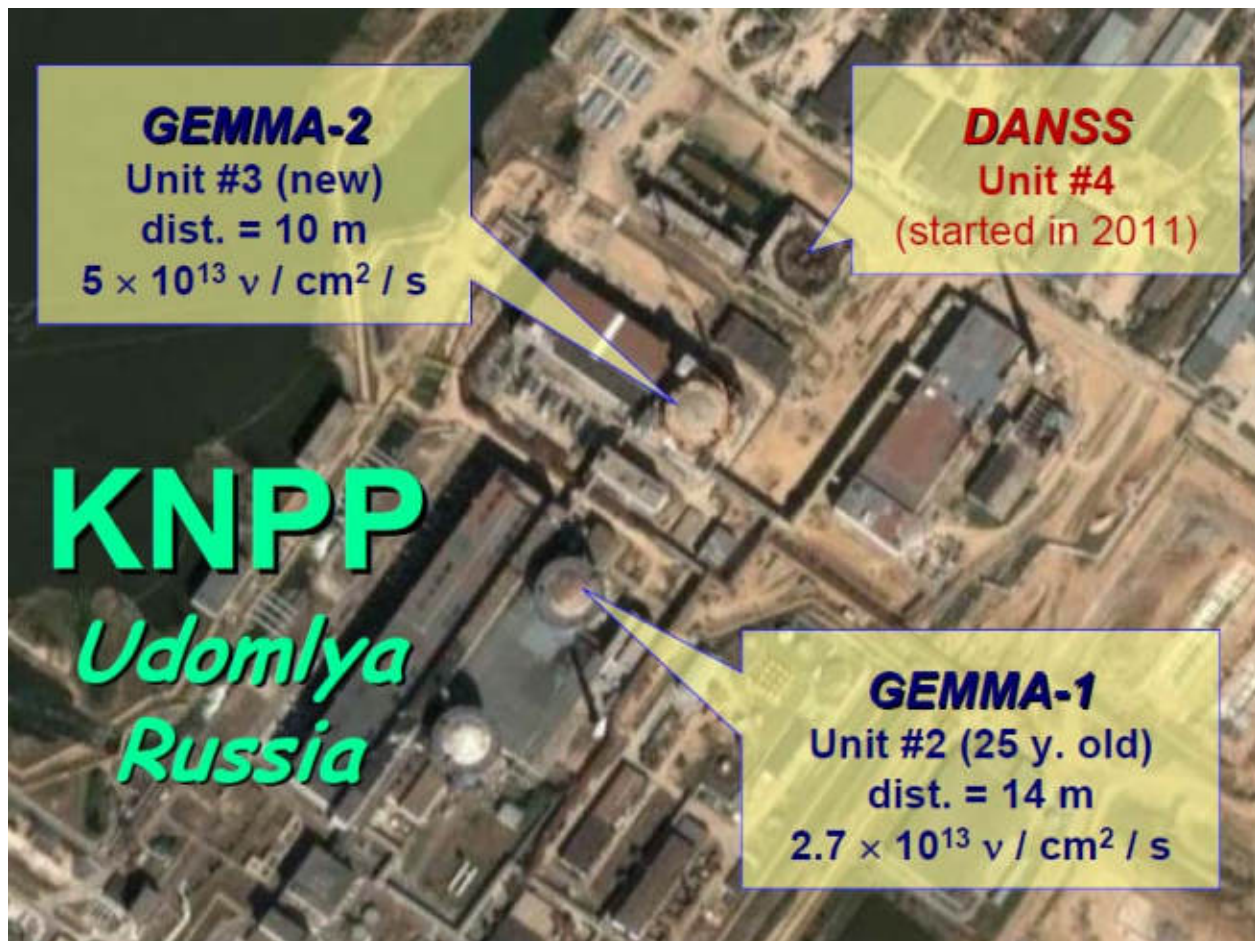 GEMMA-2
Unit #3 (new)
dist. = 10 m
5 × 10¹³ ν / cm² / s
DANSS
Unit #4
(started in 2011)
KNPP
Udomlya
Russia
GEMMA-1
Unit #2 (25 y. old)
dist. = 14 m
2.7 × 10¹³ ν / cm² / s